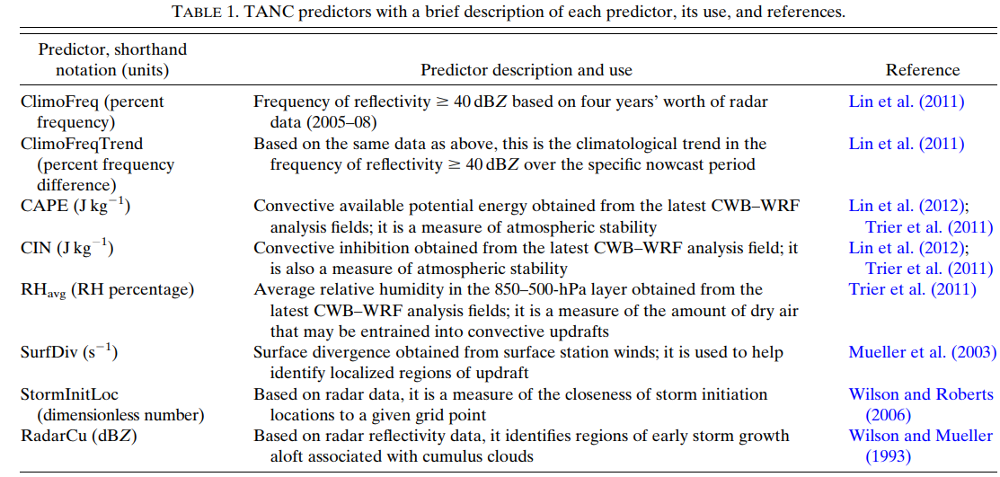 TABLE 1. TANC predictors with a brief description of each predictor, its use, and references.
Predictor, shorthand
notation (units)
Predictor description and use
Reference
ClimoFreq (percent
frequency)
Frequency of reflectivity ≥ 40 dBZ based on four years' worth of radar
data (2005–08)
Lin et al. (2011)
ClimoFreqTrend
(percent frequency
difference)
Based on the same data as above, this is the climatological trend in the
frequency of reflectivity ≥ 40 dBZ over the specific nowcast period
Lin et al. (2011)
CAPE (J kg⁻¹)
Convective available potential energy obtained from the latest CWB–WRF
analysis fields; it is a measure of atmospheric stability
Lin et al. (2012);
Trier et al. (2011)
CIN (J kg⁻¹)
Convective inhibition obtained from the latest CWB–WRF analysis field; it
is also a measure of atmospheric stability
Lin et al. (2012);
Trier et al. (2011)
RHavg (RH percentage)
Average relative humidity in the 850–500-hPa layer obtained from the
latest CWB–WRF analysis fields; it is a measure of the amount of dry air
that may be entrained into convective updrafts
Trier et al. (2011)
SurfDiv (s⁻¹)
Surface divergence obtained from surface station winds; it is used to help
identify localized regions of updraft
Mueller et al. (2003)
StormInitLoc
(dimensionless number)
Based on radar data, it is a measure of the closeness of storm initiation
locations to a given grid point
Wilson and Roberts
(2006)
RadarCu (dBZ)
Based on radar reflectivity data, it identifies regions of early storm growth
aloft associated with cumulus clouds
Wilson and Mueller
(1993)